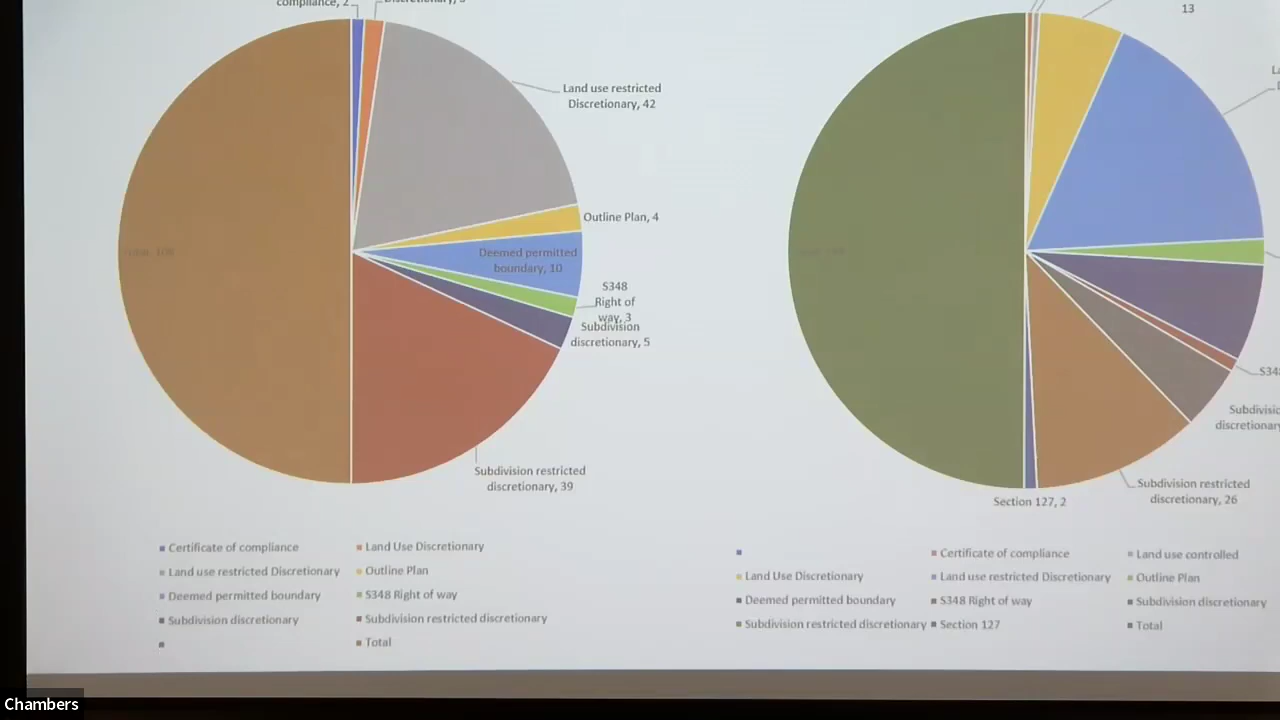 compliance, 2
13
Land use restricted
Discretionary, 42
Outline Plan, 4
Deemed permitted
boundary, 10
S348
Right of
way, 3
Subdivision
discretionary, 5
Subdivision restricted
discretionary, 39
Certificate of compliance
Land Use Discretionary
Land use restricted Discretionary
Outline Plan
Deemed permitted boundary
S348 Right of way
Subdivision discretionary
Subdivision restricted discretionary
Total
Subdivision restricted
discretionary, 26
Section 127, 2
Certificate of compliance
Land use controlled
Land Use Discretionary
Land use restricted Discretionary
Outline Plan
Deemed permitted boundary
S348 Right of way
Subdivision discretionary
Subdivision restricted discretionary
Section 127
Total
Chambers